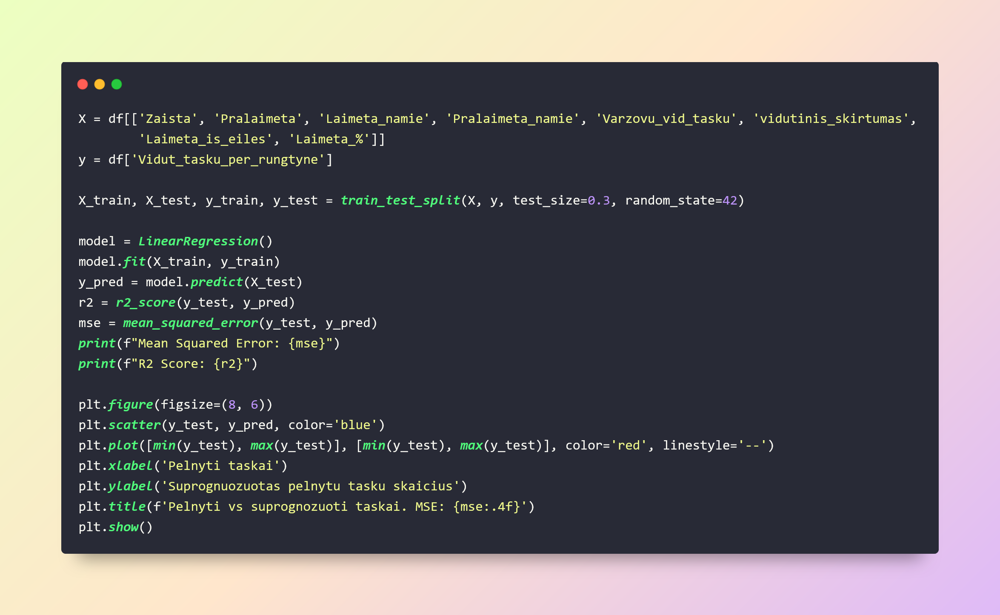 X = df[['Zaista', 'Pralaimeta', 'Laimeta_namie', 'Pralaimeta_namie', 'Varzovu_vid_tasku', 'vidutinis_skirtumas',
        'Laimeta_is_eiles', 'Laimeta_%']]
y = df['Vidut_tasku_per_rungtyne']

X_train, X_test, y_train, y_test = train_test_split(X, y, test_size=0.3, random_state=42)

model = LinearRegression()
model.fit(X_train, y_train)
y_pred = model.predict(X_test)
r2 = r2_score(y_test, y_pred)
mse = mean_squared_error(y_test, y_pred)
print(f"Mean Squared Error: {mse}")
print(f"R2 Score: {r2}")

plt.figure(figsize=(8, 6))
plt.scatter(y_test, y_pred, color='blue')
plt.plot([min(y_test), max(y_test)], [min(y_test), max(y_test)], color='red', linestyle='--')
plt.xlabel('Pelnyti taskai')
plt.ylabel('Suprognuozuotas pelnytu tasku skaicius')
plt.title(f'Pelnyti vs suprognozuoti taskai. MSE: {mse:.4f}')
plt.show()